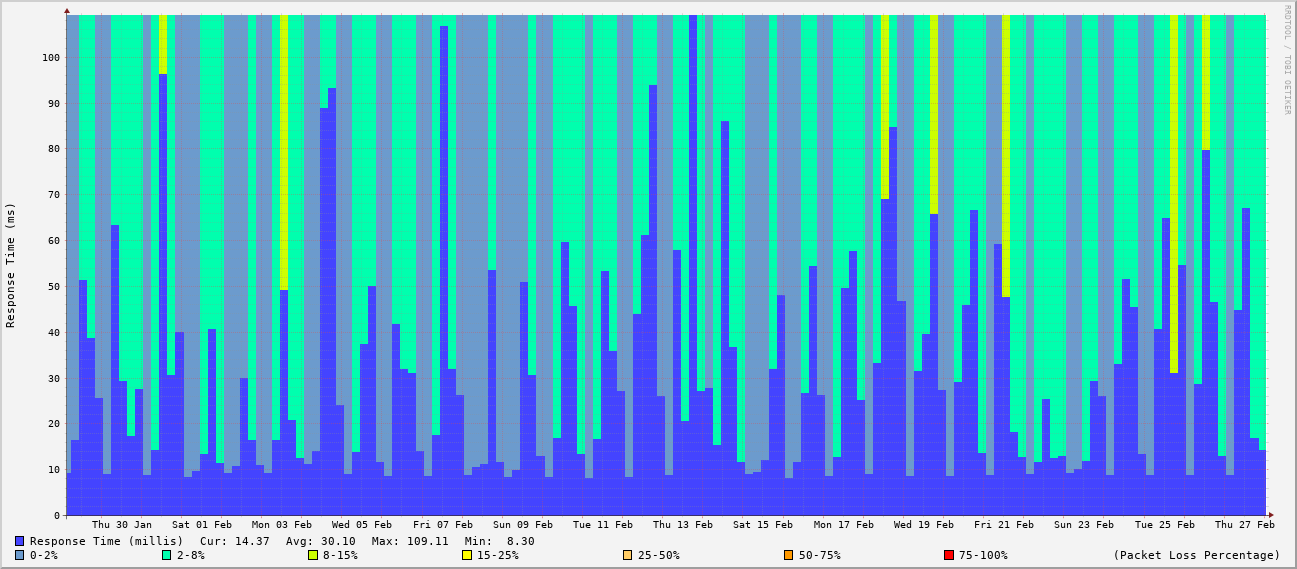 RRDTOOL / TOBI OETIKER
Response Time (ms)
100
90
80
70
60
50
40
30
20
10
0
Thu 30 Jan Sat 01 Feb Mon 03 Feb Wed 05 Feb Fri 07 Feb Sun 09 Feb Tue 11 Feb Thu 13 Feb Sat 15 Feb Mon 17 Feb Wed 19 Feb Fri 21 Feb Sun 23 Feb Tue 25 Feb Thu 27 Feb
Response Time (millis) Cur: 14.37 Avg: 30.10 Max: 109.11 Min: 8.30
0-2% 2-8% 8-15% 15-25% 25-50% 50-75% 75-100% (Packet Loss Percentage)